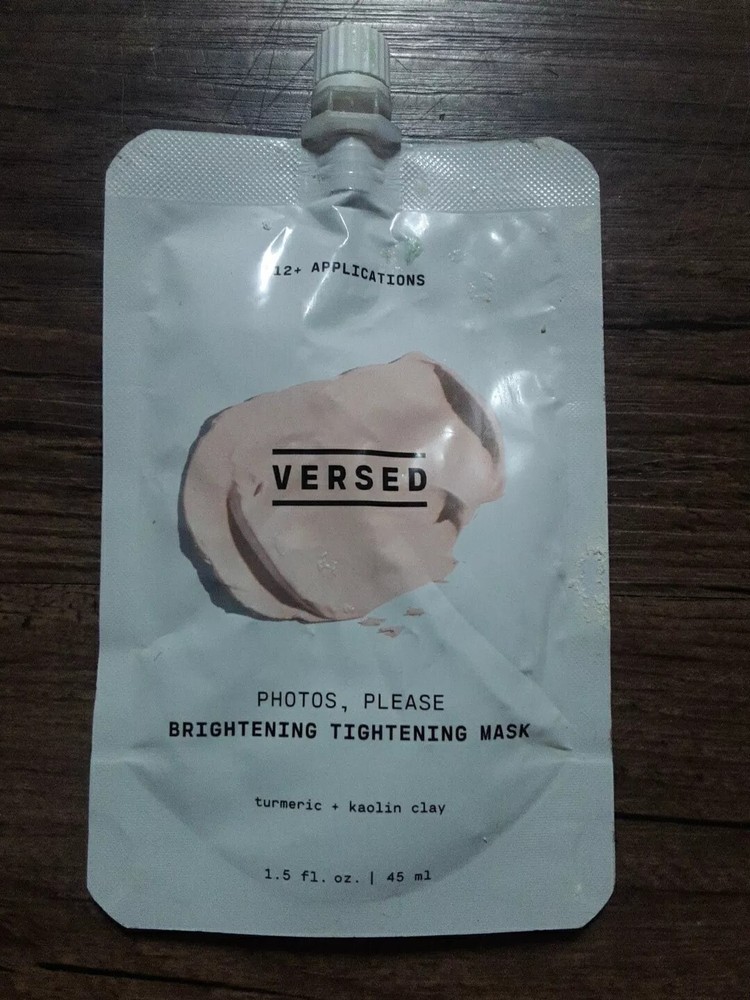 12+ APPLICATIONS
VERSED
PHOTOS, PLEASE
BRIGHTENING TIGHTENING MASK
turmeric + kaolin clay
1.5 fl. oz. | 45 ml